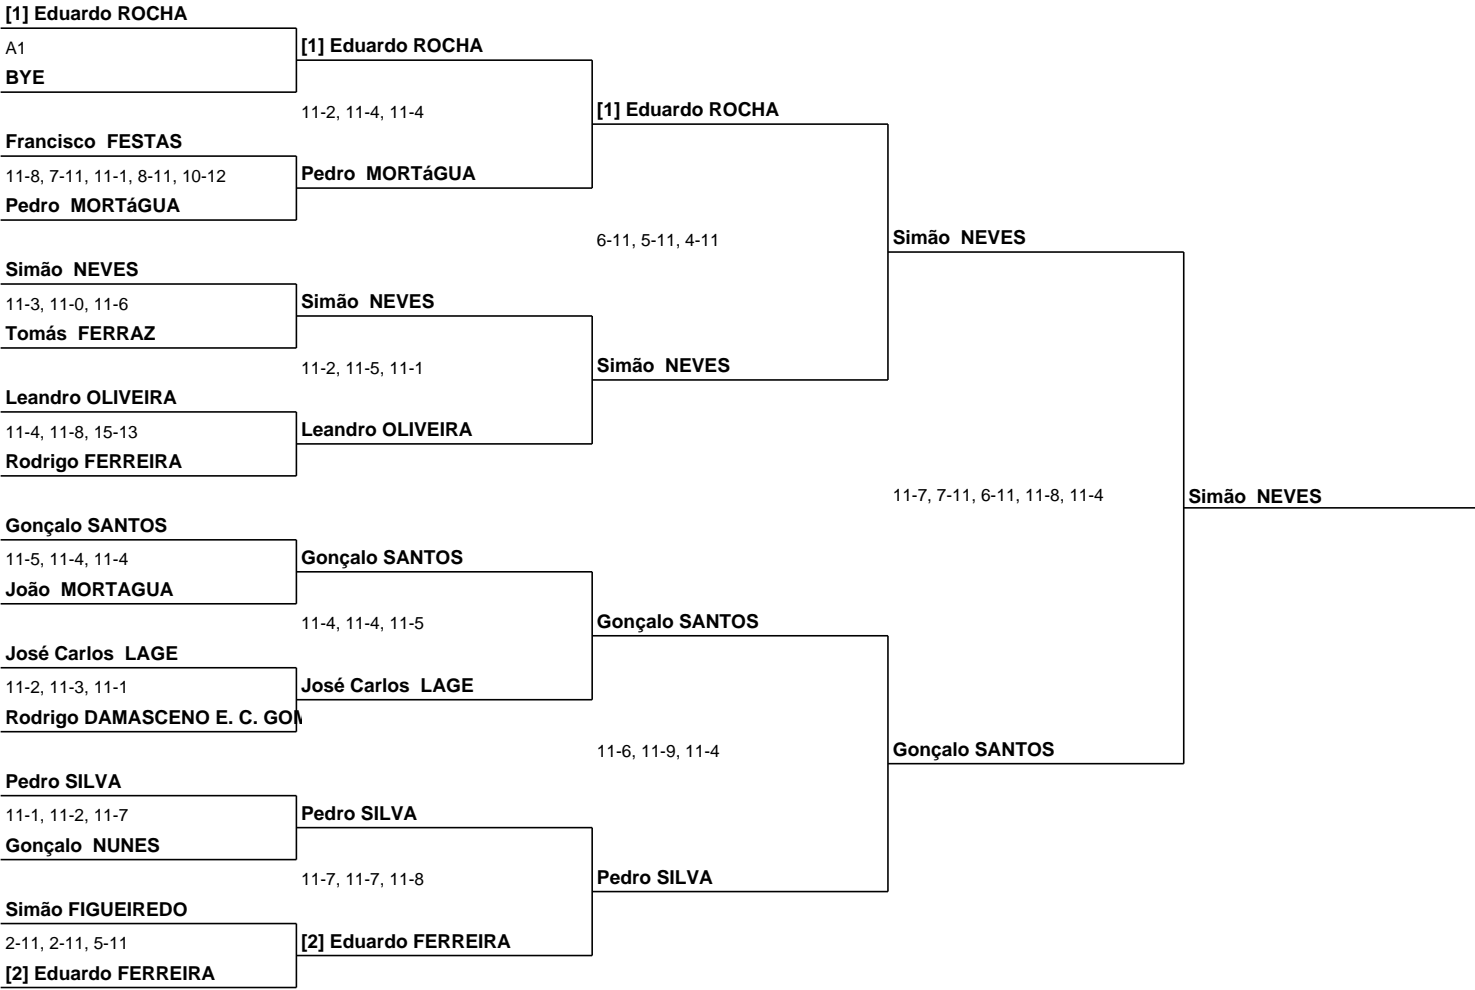 [1] Eduardo ROCHA
A1
BYE
Francisco FESTAS
11-8, 7-11, 11-1, 8-11, 10-12
Pedro MORTáGUA
Simão NEVES
11-3, 11-0, 11-6
Tomás FERRAZ
Leandro OLIVEIRA
11-4, 11-8, 15-13
Rodrigo FERREIRA
Gonçalo SANTOS
11-5, 11-4, 11-4
João MORTAGUA
José Carlos LAGE
11-2, 11-3, 11-1
Rodrigo DAMASCENO E. C.
Pedro SILVA
11-1, 11-2, 11-7
Gonçalo NUNES
Simão FIGUEIREDO
2-11, 2-11, 5-11
[2] Eduardo FERREIRA
[1] Eduardo ROCHA
11-2, 11-4, 11-4
Pedro MORTáGUA
Simão NEVES
11-2, 11-5, 11-1
Leandro OLIVEIRA
Gonçalo SANTOS
11-4, 11-4, 11-5
José Carlos LAGE
Pedro SILVA
11-7, 11-7, 11-8
[2] Eduardo FERREIRA
[1] Eduardo ROCHA
6-11, 5-11, 4-11
Simão NEVES
Gonçalo SANTOS
11-6, 11-9, 11-4
Pedro SILVA
Simão NEVES
11-7, 7-11, 6-11, 11-8, 11-4
Gonçalo SANTOS
Simão NEVES